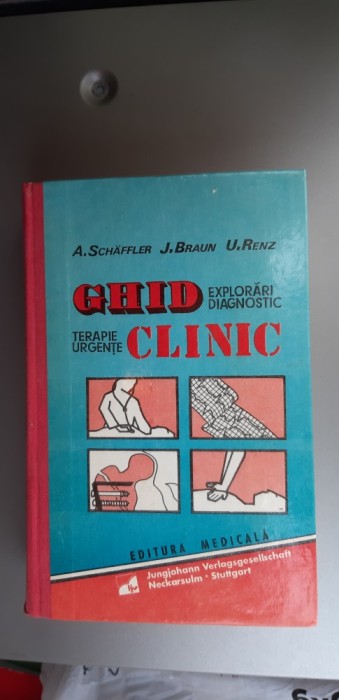 A.SCHÄFFLER J.BRAUN U.RENZ
GHID EXPLORĂRI
DIAGNOSTIC
TERAPIE
URGENȚE CLINIC
EDITURA MEDICALĂ
Jungjohann Verlagsgesellschaft
Neckarsulm · Stuttgart